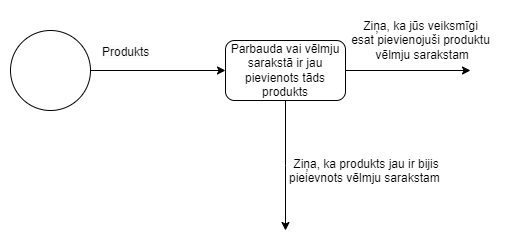 Produkts
Parbauda vai vēlmju
sarakstā ir jau
pievienots tāds
produkts
Ziņa, ka jūs veiksmīgi
esat pievienojuši produktu
vēlmju sarakstam
Ziņa, ka produkts jau ir bijis
pieievnots vēlmju sarakstam